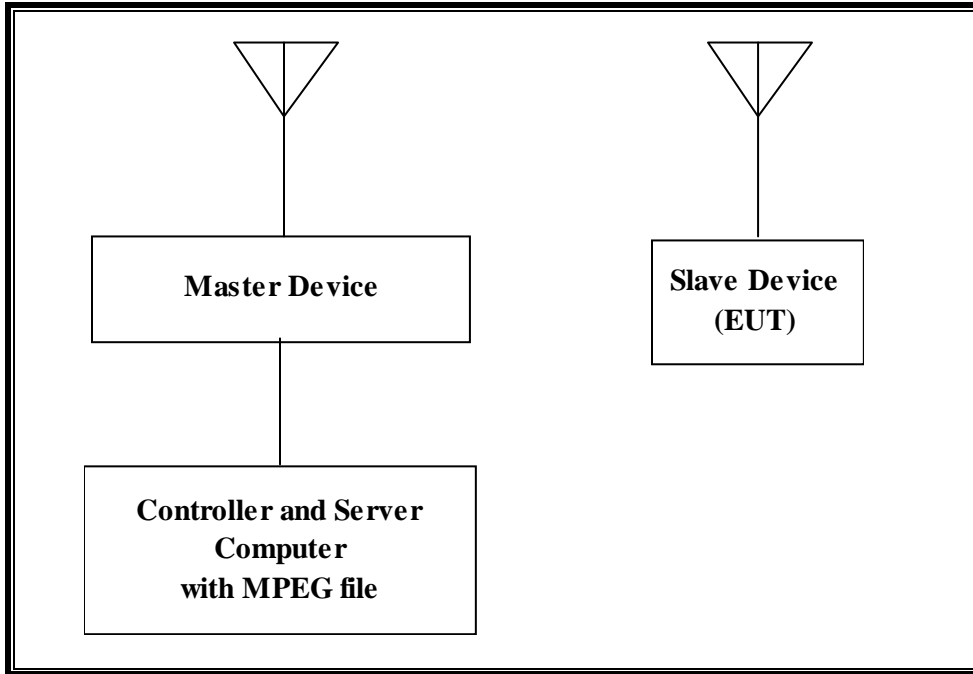 Master Device
Slave Device
(EUT)
Controller and Server
Computer
with MPEG file